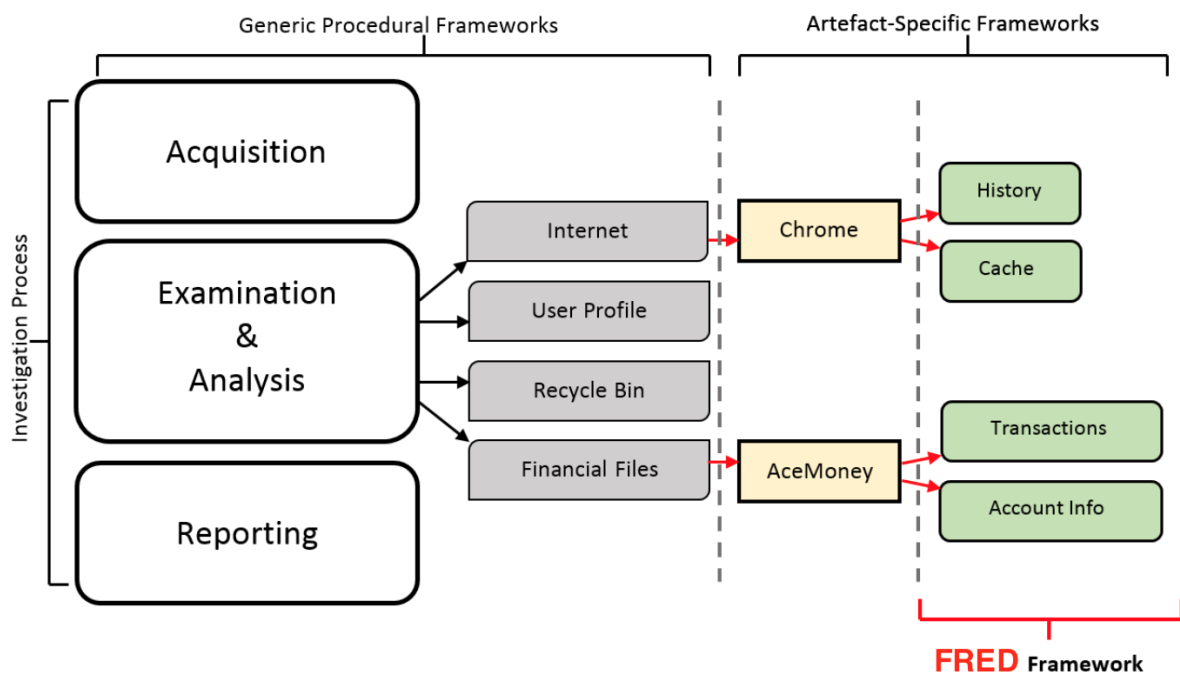 Generic Procedural Frameworks
Artefact-Specific Frameworks
Investigation Process
Acquisition
Examination
&
Analysis
Reporting
Internet
User Profile
Recycle Bin
Financial Files
Chrome
AceMoney
History
Cache
Transactions
Account Info
FRED Framework